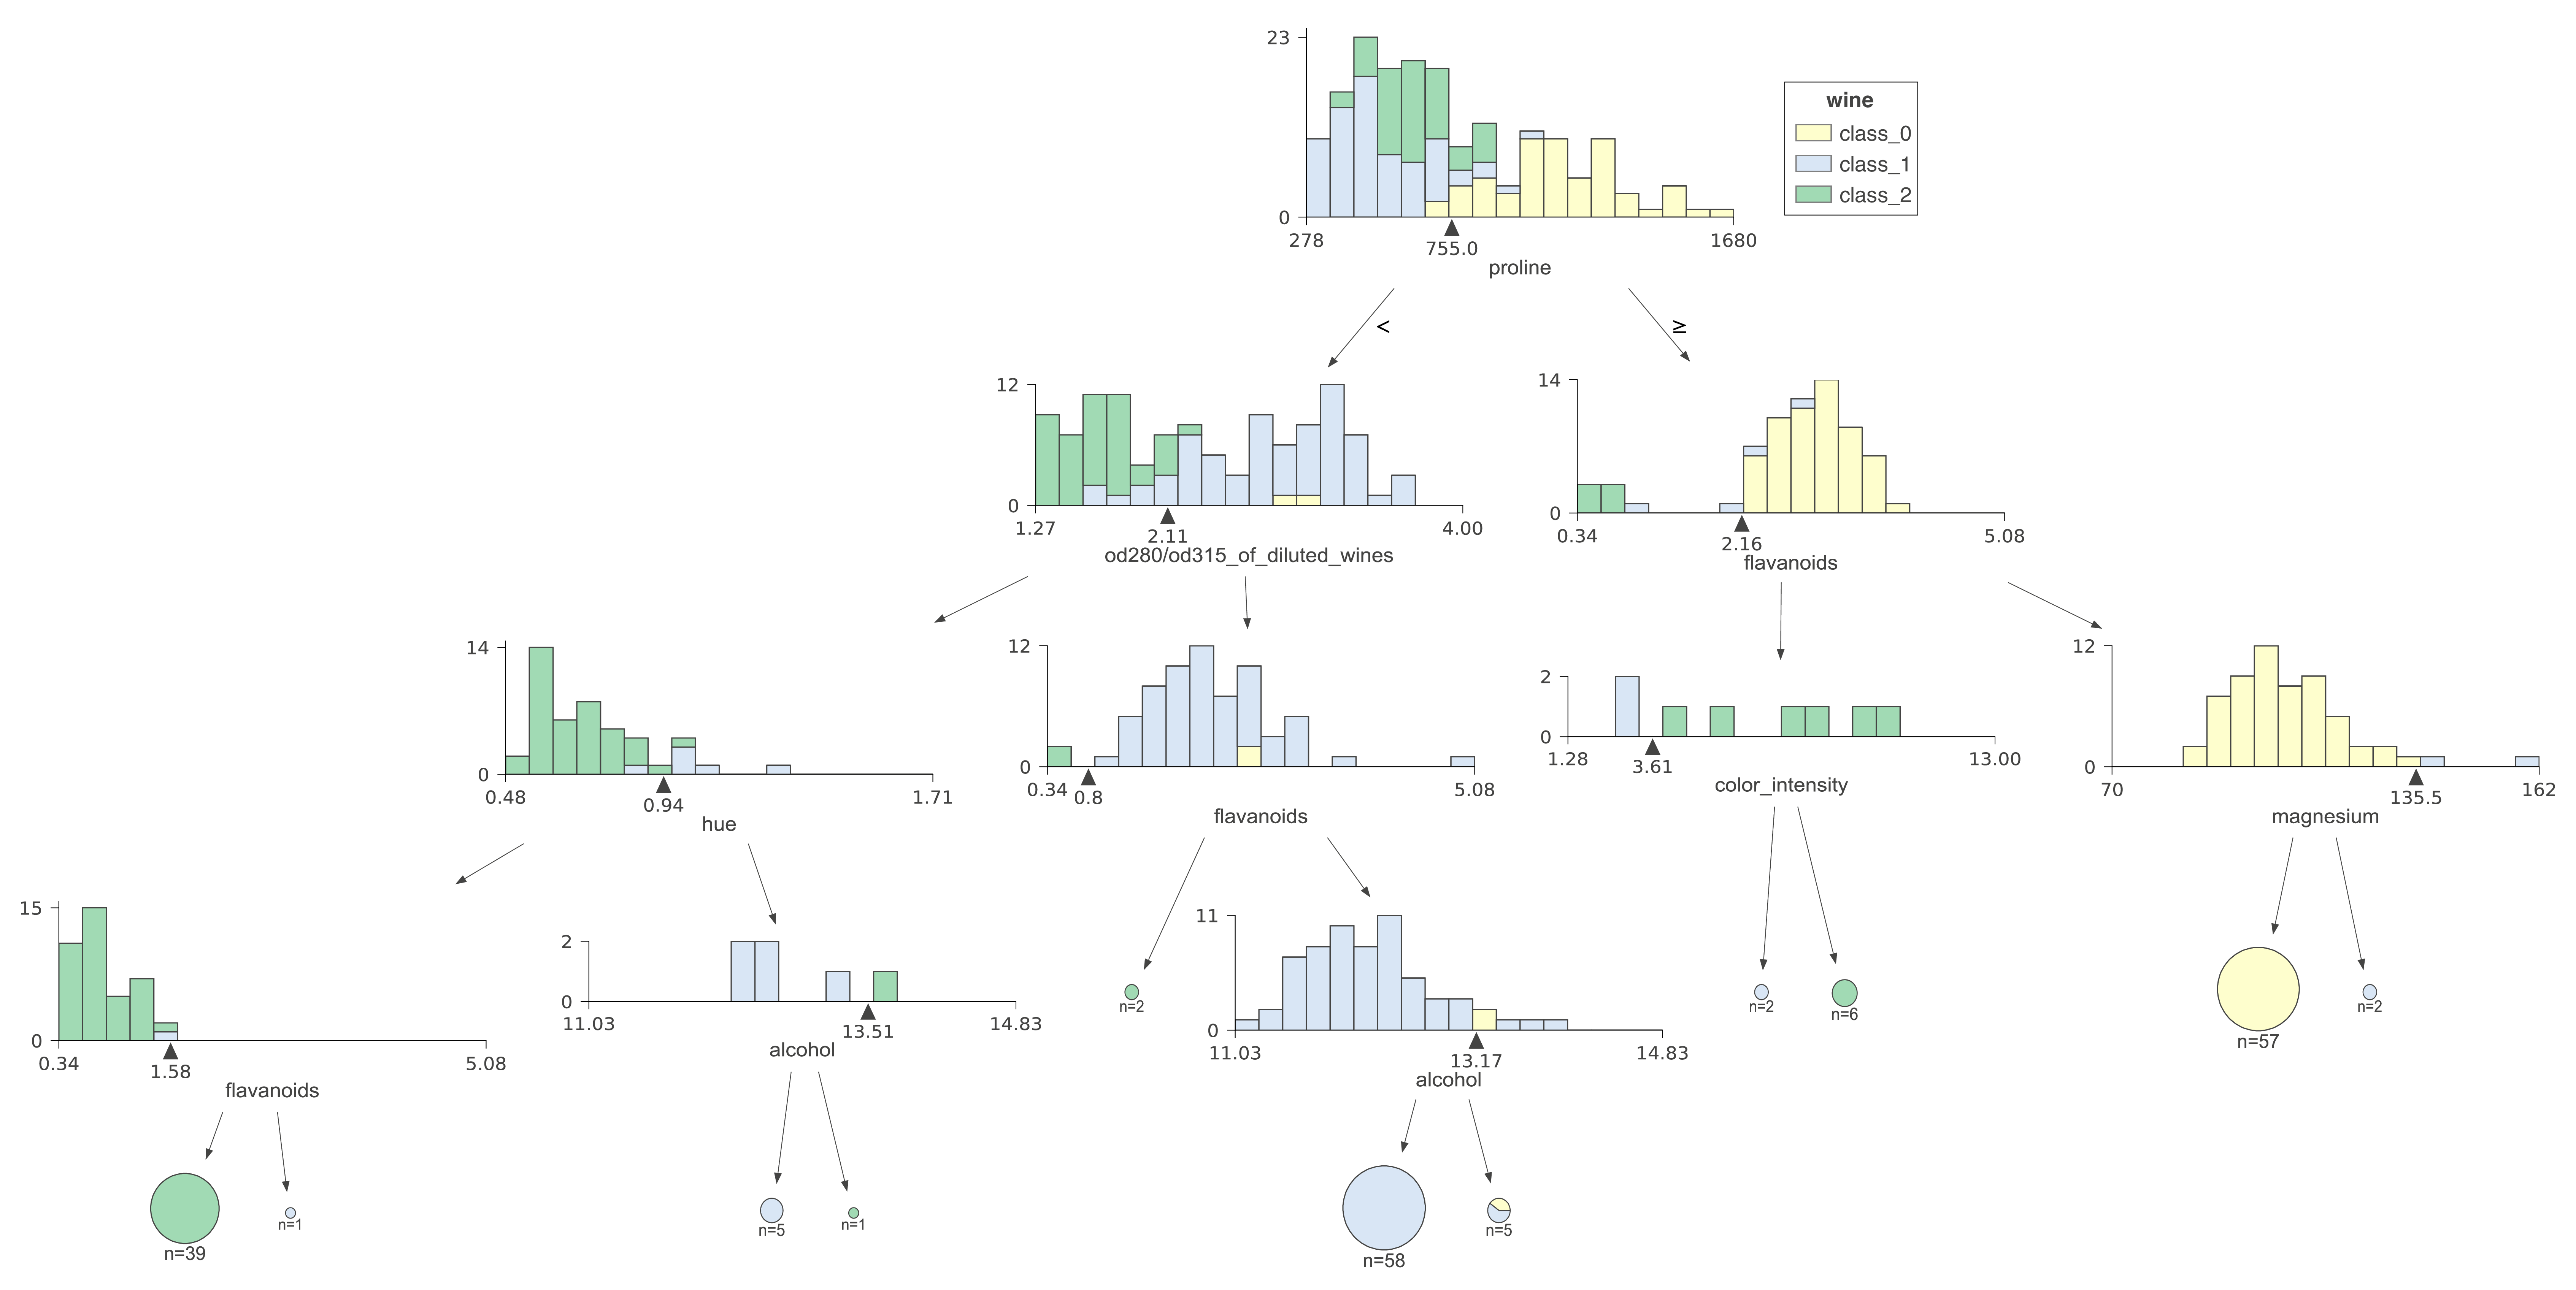 23
0
278
755.0
1680
proline
wine
class_0
class_1
class_2
<
≥
12
0
1.27
2.11
4.00
od280/od315_of_diluted_wines
14
0
0.34
2.16
5.08
flavanoids
14
0
0.48
0.94
1.71
hue
12
0
0.34
0.8
5.08
flavanoids
2
0
1.28
3.61
13.00
color_intensity
12
0
70
135.5
162
magnesium
15
0
0.34
1.58
5.08
flavanoids
2
0
11.03
13.51
14.83
alcohol
n=2
11
0
11.03
13.17
14.83
alcohol
n=2
n=6
n=57
n=2
n=39
n=1
n=5
n=1
n=58
n=5